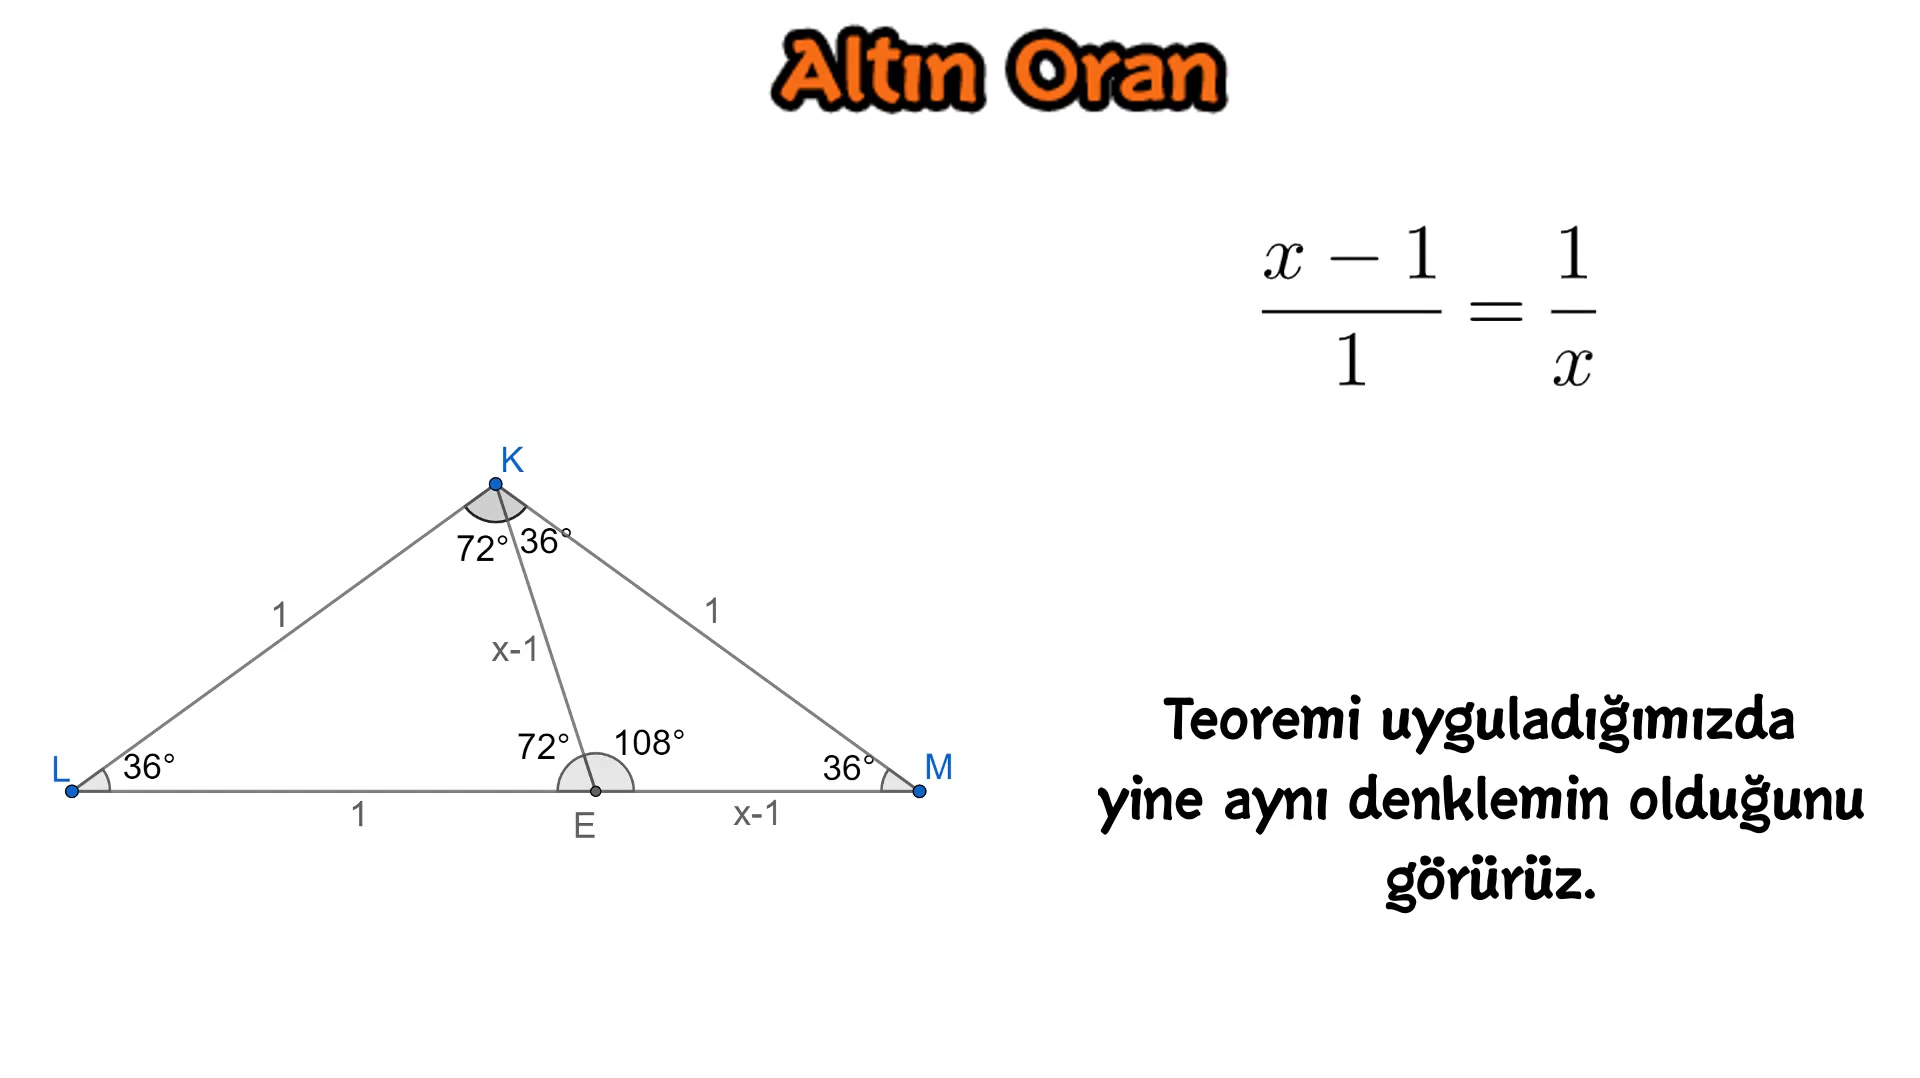 Altın Oran
x − 1 / 1 = 1 / x
K
72° 36°
1
1
x-1
72° 108°
L 36°
36° M
1
E
x-1
Teoremi uyguladığımızda
yine aynı denklemin olduğunu
görürüz.